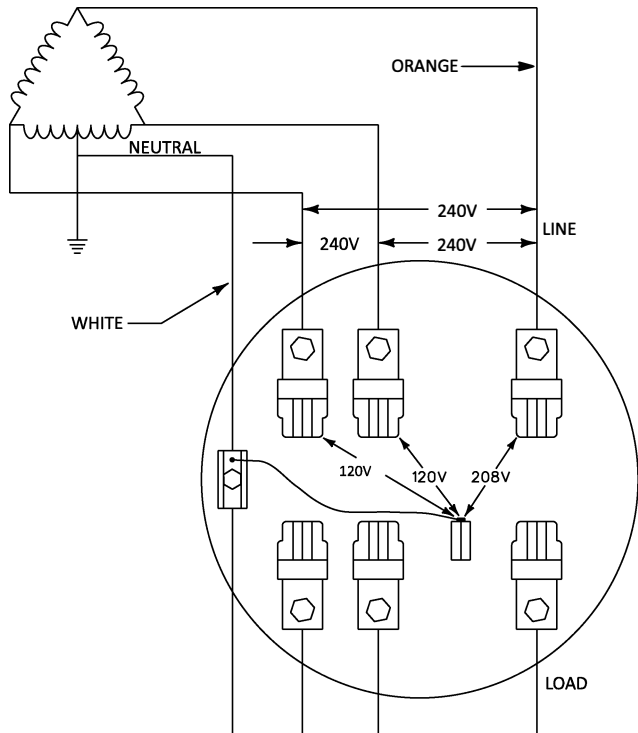 ORANGE
NEUTRAL
240V
LINE
240V
240V
WHITE
120V
120V
208V
LOAD